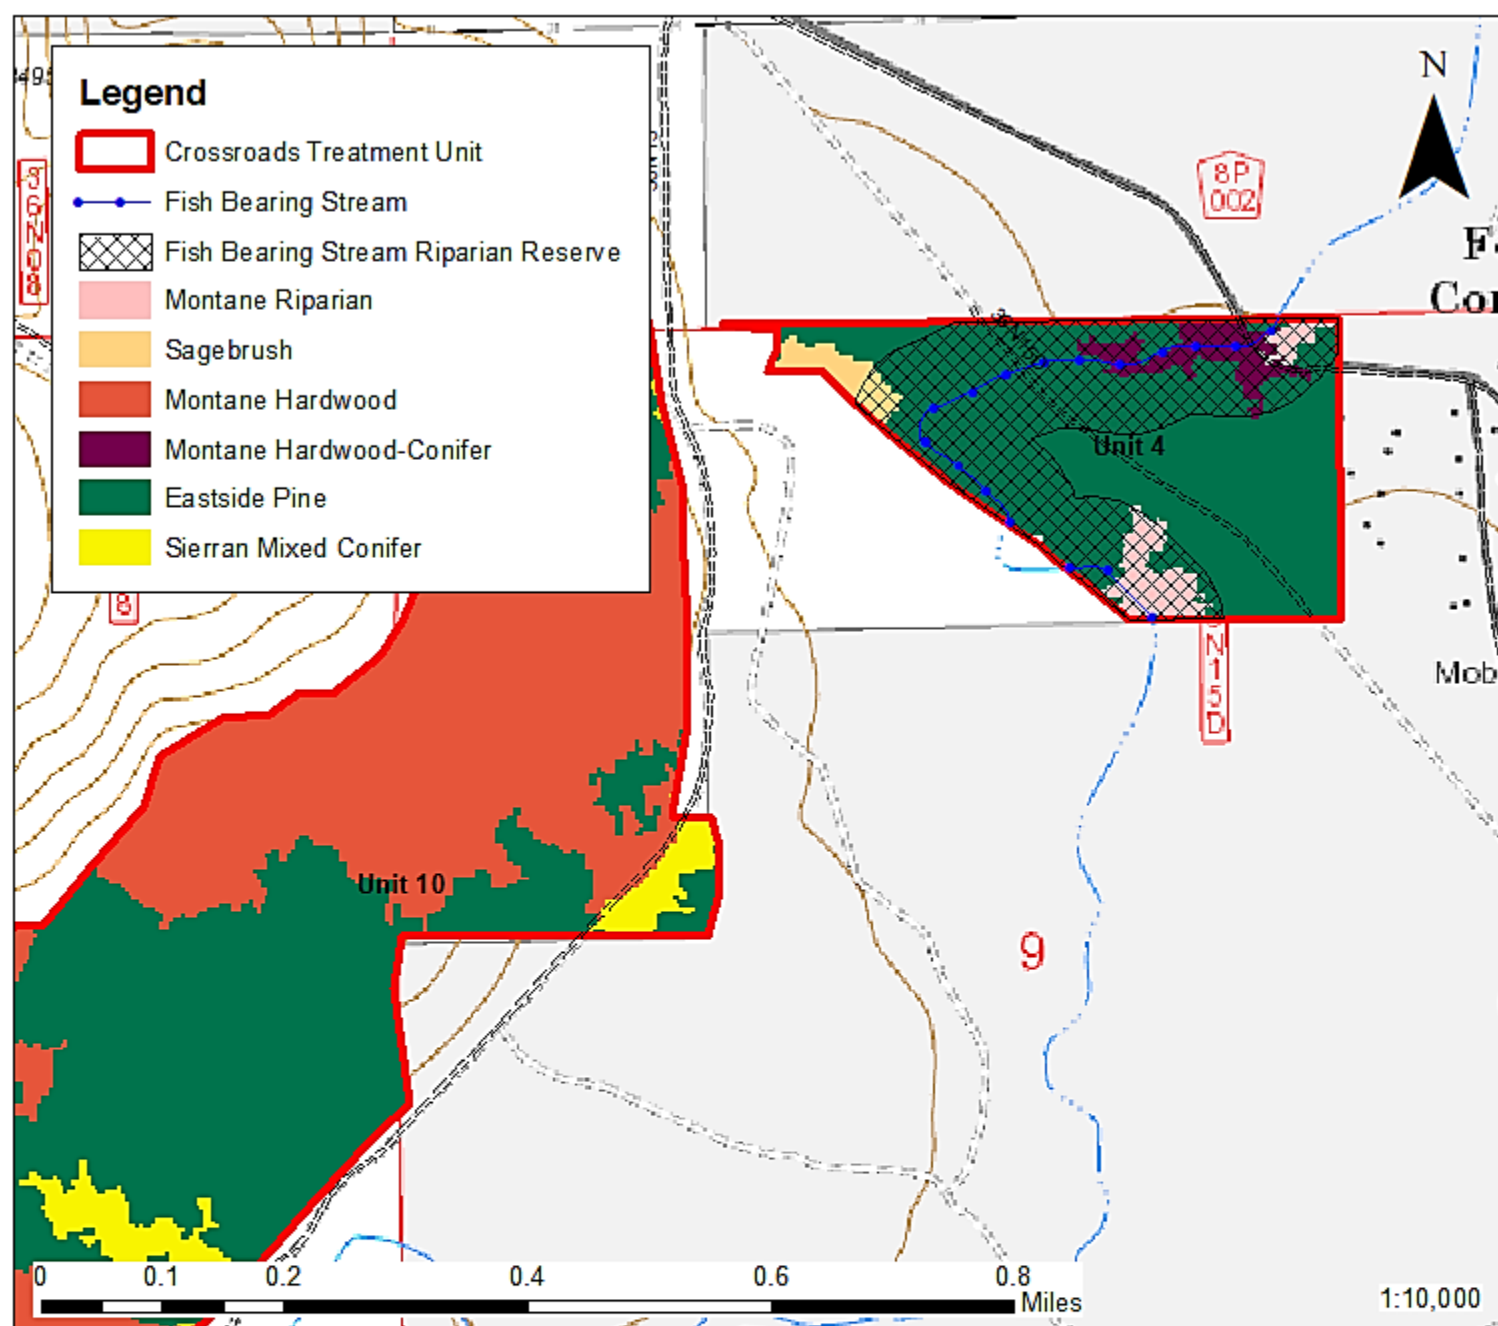 Legend
Crossroads Treatment Unit
Fish Bearing Stream
Fish Bearing Stream Riparian Reserve
Montane Riparian
Sagebrush
Montane Hardwood
Montane Hardwood-Conifer
Eastside Pine
Sierran Mixed Conifer
N
8P
002
Unit 4
N15D
Mob
8
Unit 10
9
0 0.1 0.2 0.4 0.6 0.8
Miles
1:10,000